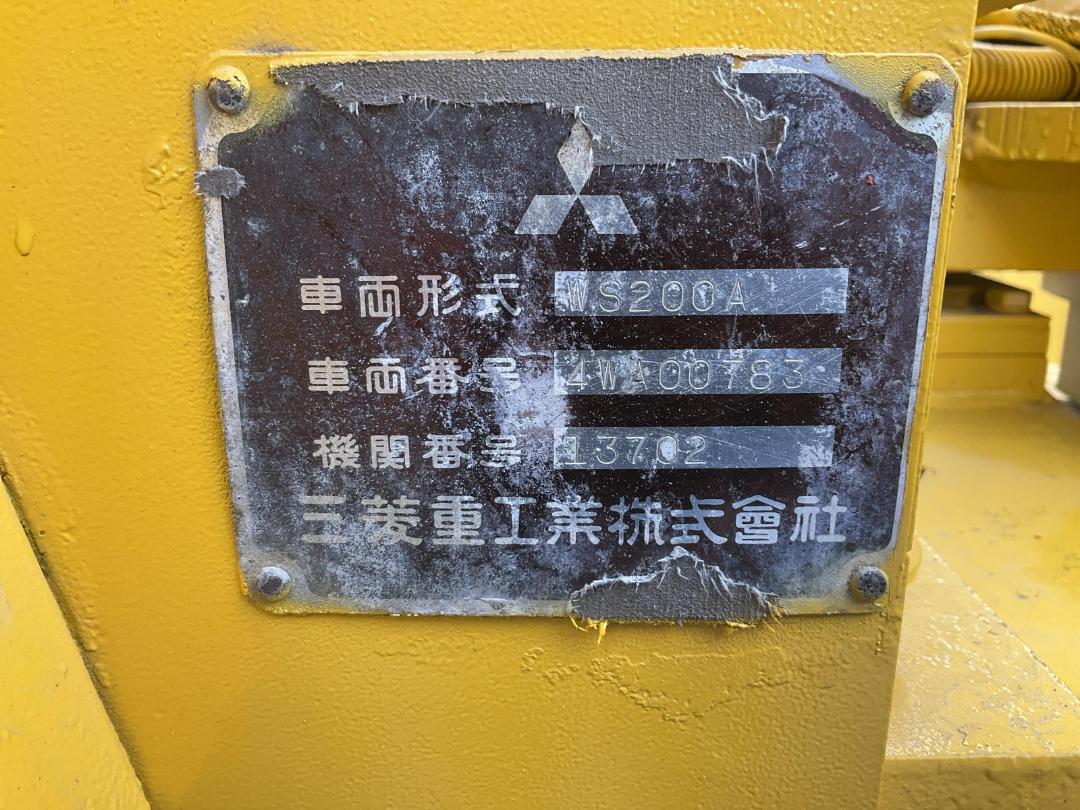 車両形式 WS200A
車両番号 4WA00783
機関番号 13702
三菱重工業株式會社